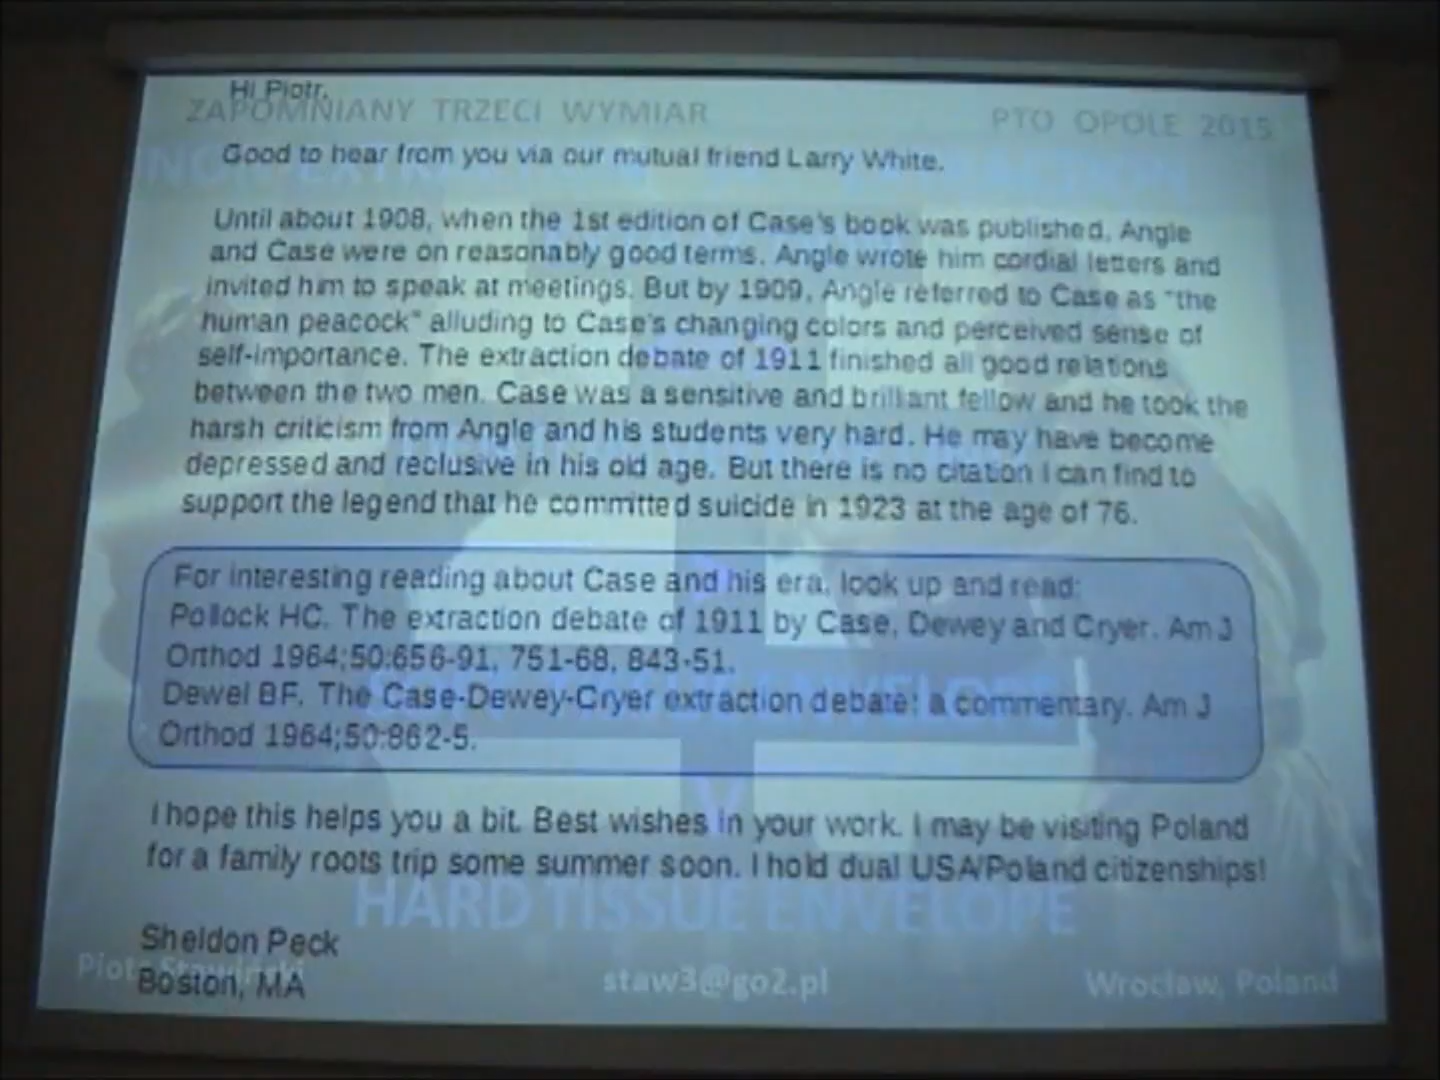 Hi Piotr,
ZAPOMNIANY TRZECI WYMIAR PTO OPOLE 2015
Good to hear from you via our mutual friend Larry White.
Until about 1908, when the 1st edition of Case's book was published, Angle
and Case were on reasonably good terms. Angle wrote him cordial letters and
invited him to speak at meetings. But by 1909, Angle referred to Case as "the
human peacock" alluding to Case's changing colors and perceived sense of
self-importance. The extraction debate of 1911 finished all good relations
between the two men. Case was a sensitive and brilliant fellow and he took the
harsh criticism from Angle and his students very hard. He may have become
depressed and reclusive in his old age. But there is no citation I can find to
support the legend that he committed suicide in 1923 at the age of 76.
For interesting reading about Case and his era, look up and read:
Pollock HC. The extraction debate of 1911 by Case, Dewey and Cryer. Am J
Orthod 1964;50:656-91, 751-68, 843-51.
Dewel BF. The Case-Dewey-Cryer extraction debate: a commentary. Am J
Orthod 1964;50:862-5.
I hope this helps you a bit. Best wishes in your work. I may be visiting Poland
for a family roots trip some summer soon. I hold dual USA/Poland citizenships!
HARD TISSUE ENVELOPE
Sheldon Peck
Boston, MA
Piotr staw3@go2.pl Wrocław, Poland